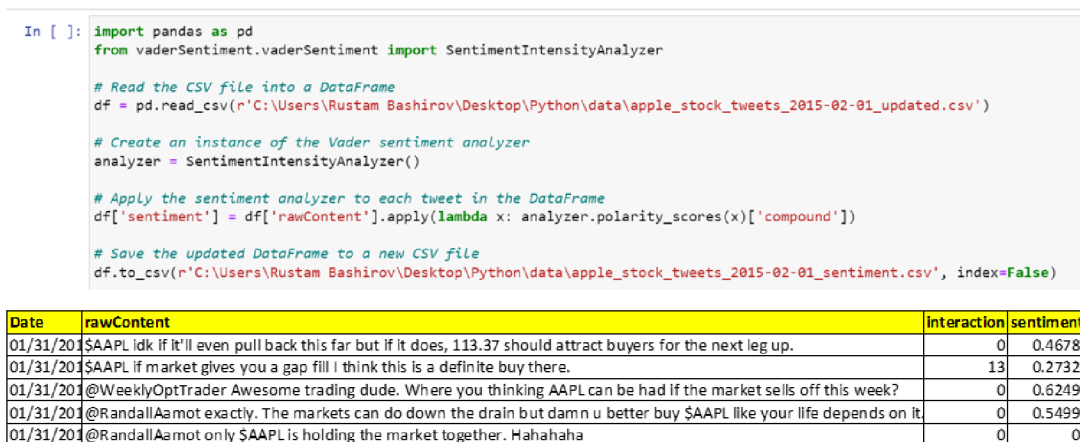 In [ ]: import pandas as pd
from vaderSentiment.vaderSentiment import SentimentIntensityAnalyzer
# Read the CSV file into a DataFrame
df = pd.read_csv(r'C:\Users\Rustam Bashirov\Desktop\Python\data\apple_stock_tweets_2015-02-01_updated.csv')
# Create an instance of the Vader sentiment analyzer
analyzer = SentimentIntensityAnalyzer()
# Apply the sentiment analyzer to each tweet in the DataFrame
df['sentiment'] = df['rawContent'].apply(lambda x: analyzer.polarity_scores(x)['compound'])
# Save the updated DataFrame to a new CSV file
df.to_csv(r'C:\Users\Rustam Bashirov\Desktop\Python\data\apple_stock_tweets_2015-02-01_sentiment.csv', index=False)
Date rawContent interaction sentiment
01/31/201 $AAPL idk if it'll even pull back this far but if it does, 113.37 should attract buyers for the next leg up. 0 0.4678
01/31/201 $AAPL if market gives you a gap fill I think this is a definite buy there. 13 0.2732
01/31/201 @WeeklyOptTrader Awesome trading dude. Where you thinking AAPL can be had if the market sells off this week? 0 0.6249
01/31/201 @RandallAamot exactly. The markets can do down the drain but damn u better buy $AAPL like your life depends on it. 0 0.5499
01/31/201 @RandallAamot only $AAPL is holding the market together. Hahahaha 0 0